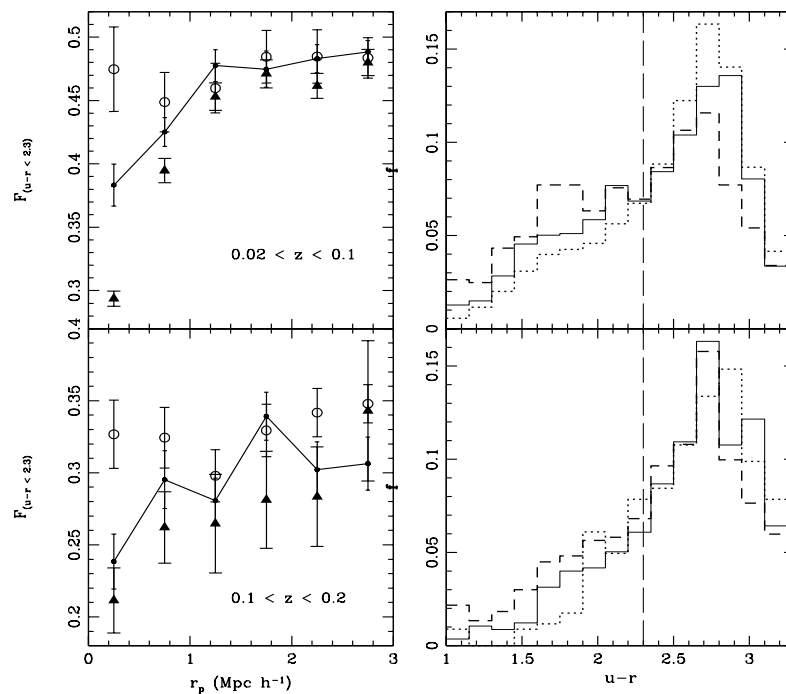 0.5
0.45
0.4
0.35
0.3
F(u-r < 2.3)
0.02 < z < 0.1
0.15
0.1
0.05
0
f
0.4
0.35
0.3
0.25
0.2
F(u-r < 2.3)
0.1 < z < 0.2
0.15
0.1
0.05
0
f
0 1 2 3
r_p (Mpc h⁻¹)
1 1.5 2 2.5 3
u-r